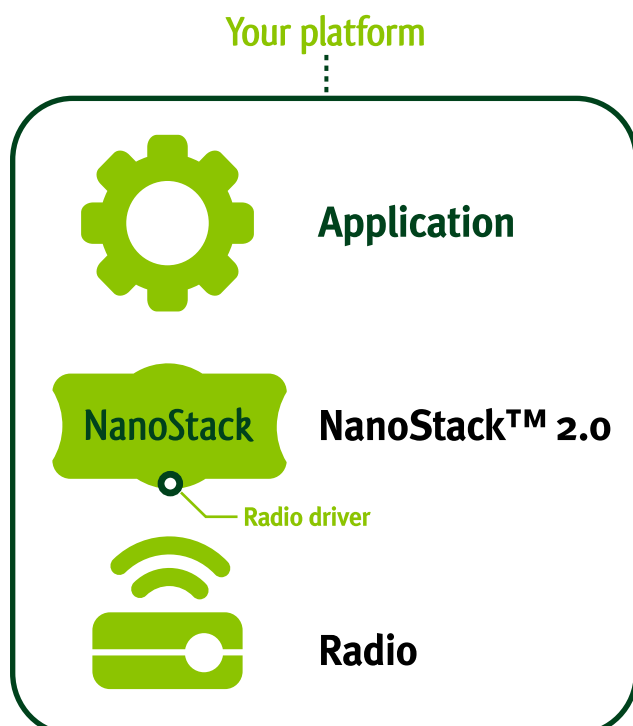 Your platform
Application
NanoStack
NanoStack™ 2.0
Radio driver
Radio